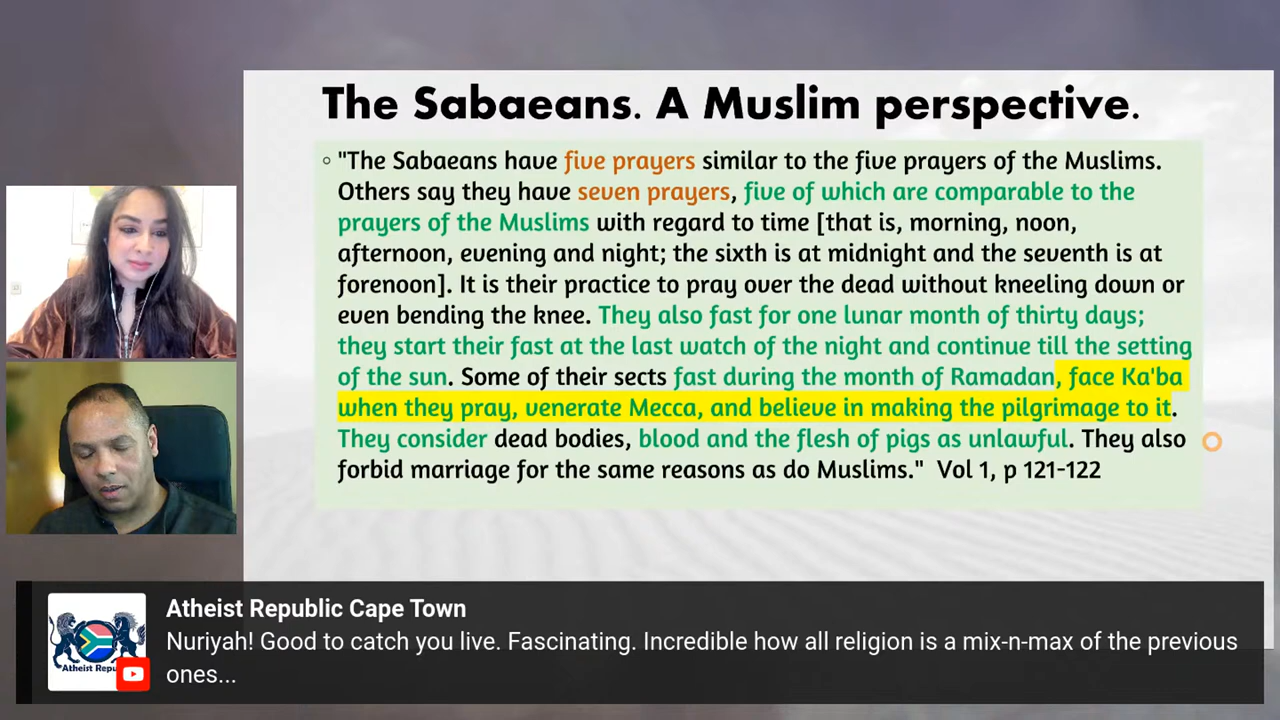 The Sabaeans. A Muslim perspective.
"The Sabaeans have five prayers similar to the five prayers of the Muslims.
Others say they have seven prayers, five of which are comparable to the
prayers of the Muslims with regard to time [that is, morning, noon,
afternoon, evening and night; the sixth is at midnight and the seventh is at
forenoon]. It is their practice to pray over the dead without kneeling down or
even bending the knee. They also fast for one lunar month of thirty days;
they start their fast at the last watch of the night and continue till the setting
of the sun. Some of their sects fast during the month of Ramadan, face Ka'ba
when they pray, venerate Mecca, and believe in making the pilgrimage to it.
They consider dead bodies, blood and the flesh of pigs as unlawful. They also
forbid marriage for the same reasons as do Muslims." Vol 1, p 121-122
Atheist Republic Cape Town
Nuriyah! Good to catch you live. Fascinating. Incredible how all religion is a mix-n-max of the previous
ones...